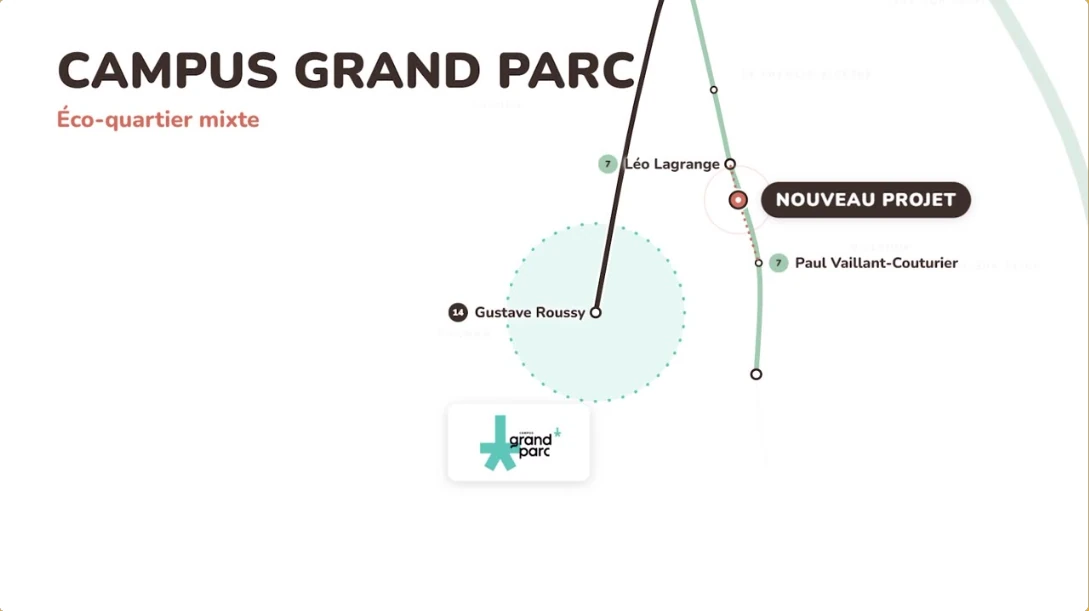 CAMPUS GRAND PARC
Éco-quartier mixte
7 Léo Lagrange
NOUVEAU PROJET
7 Paul Vaillant-Couturier
14 Gustave Roussy
CAMPUS
grand
parc